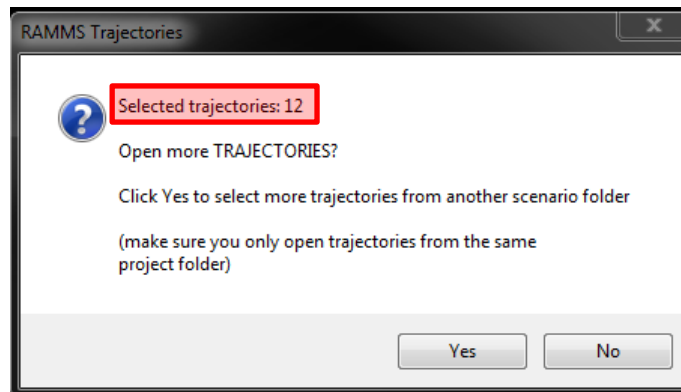 RAMMS Trajectories
x
Selected trajectories: 12
?
Open more TRAJECTORIES?
Click Yes to select more trajectories from another scenario folder
(make sure you only open trajectories from the same
project folder)
Yes
No